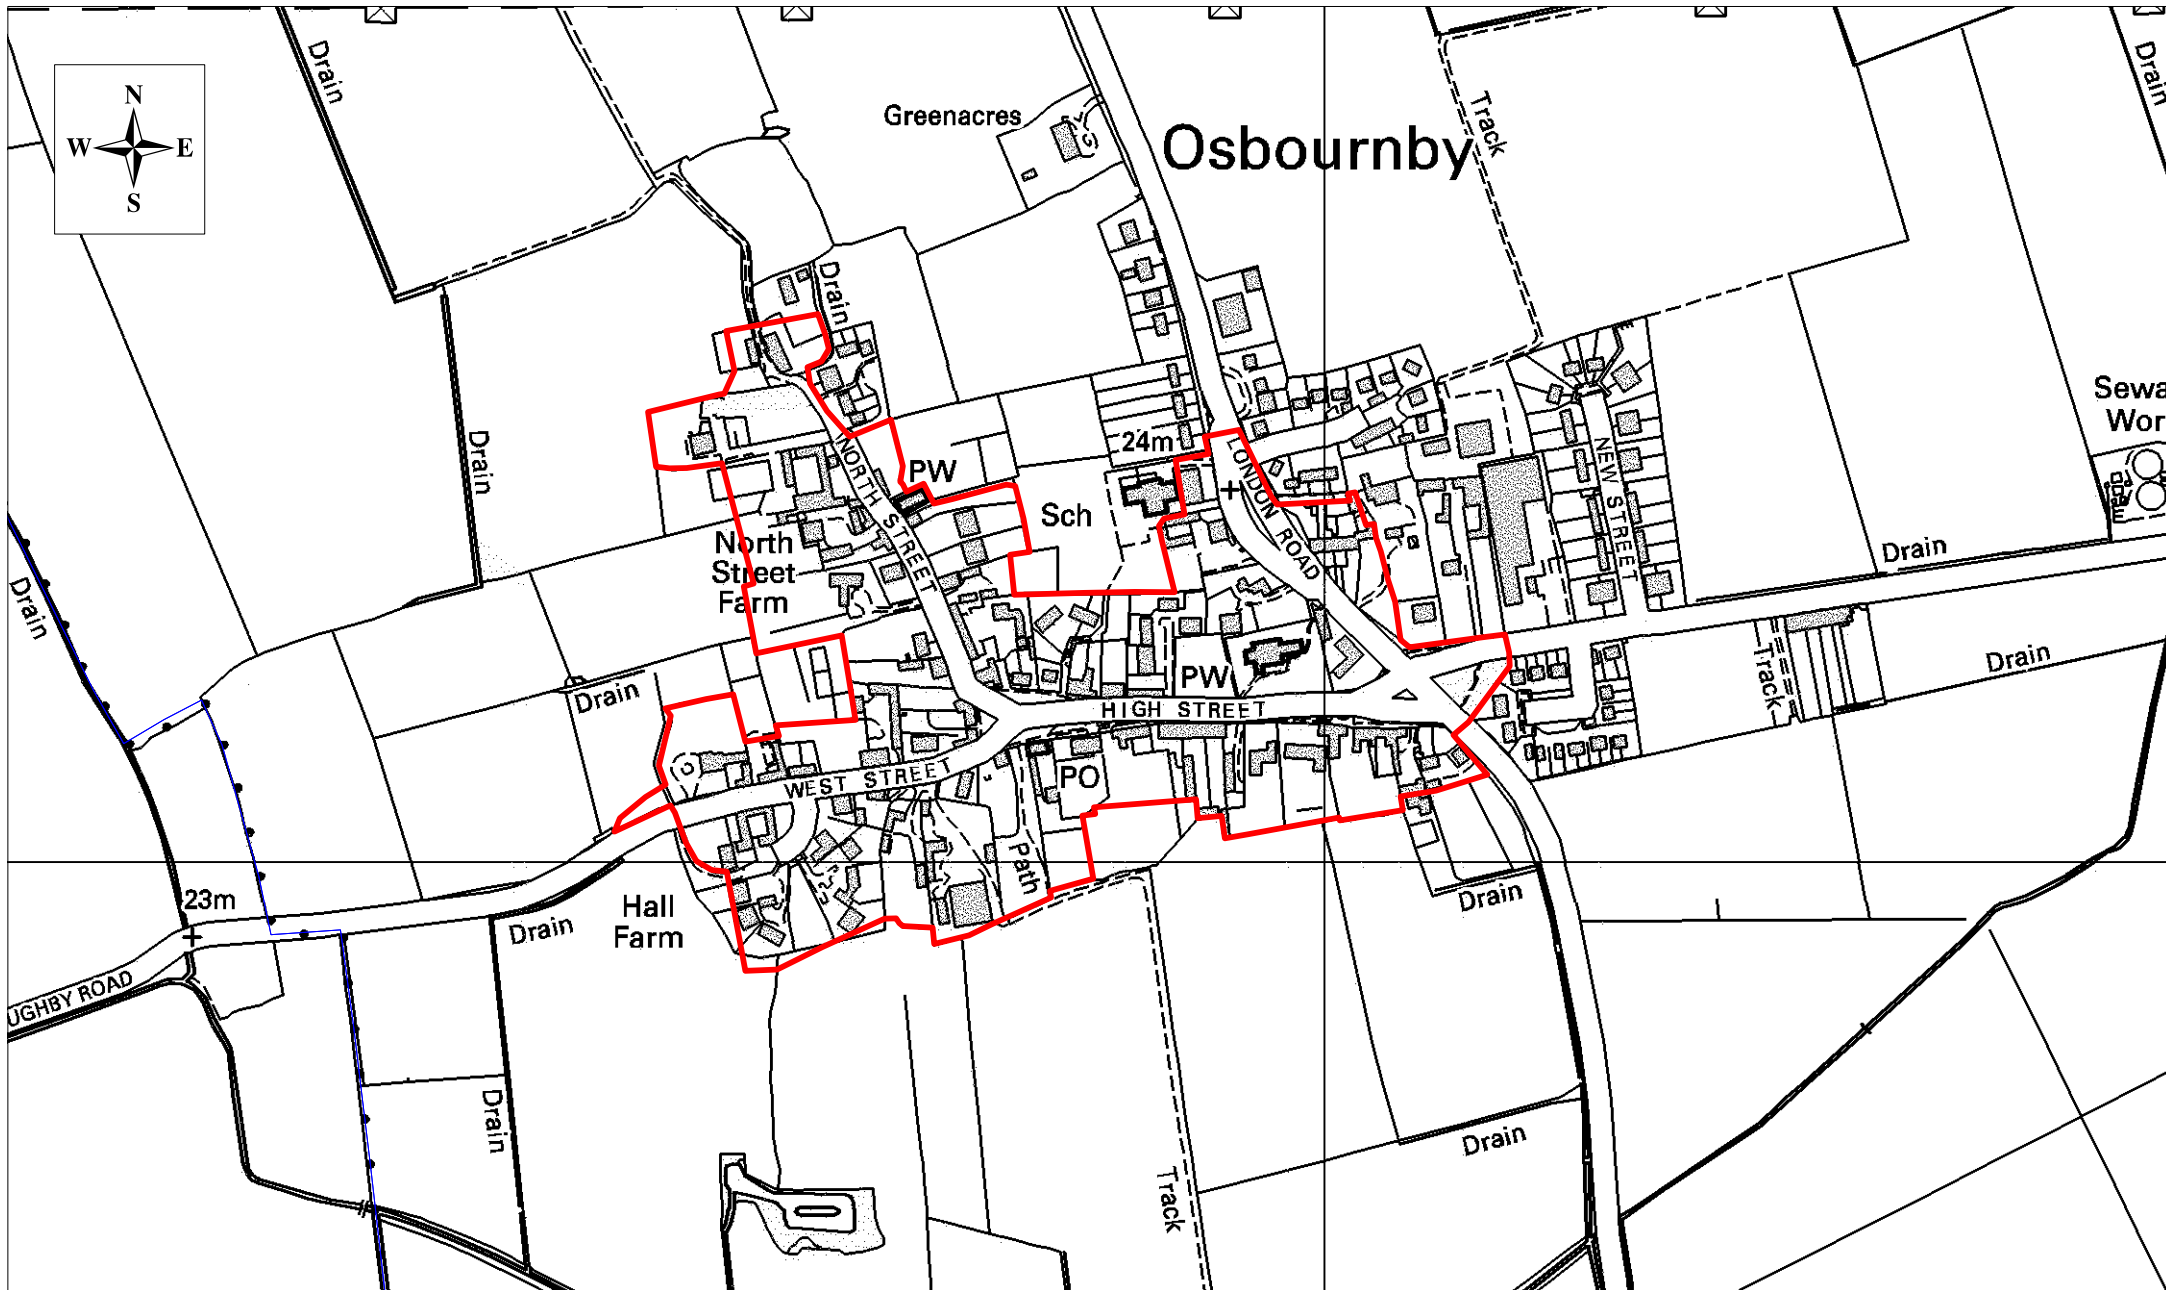 Drain
Drain
N
W E
S
Greenacres
Osbournby
Track
Drain
Drain
Sewa
Wor
24m
LONDON ROAD
NORTH STREET
PW
NEW STREET
Sch
North
Street
Farm
Drain
Drain
Drain
Track
Drain
PW
HIGH STREET
WEST STREET
PO
Path
Drain
23m
Hall
Farm
Drain
UGHBY ROAD
Drain
Drain
Track